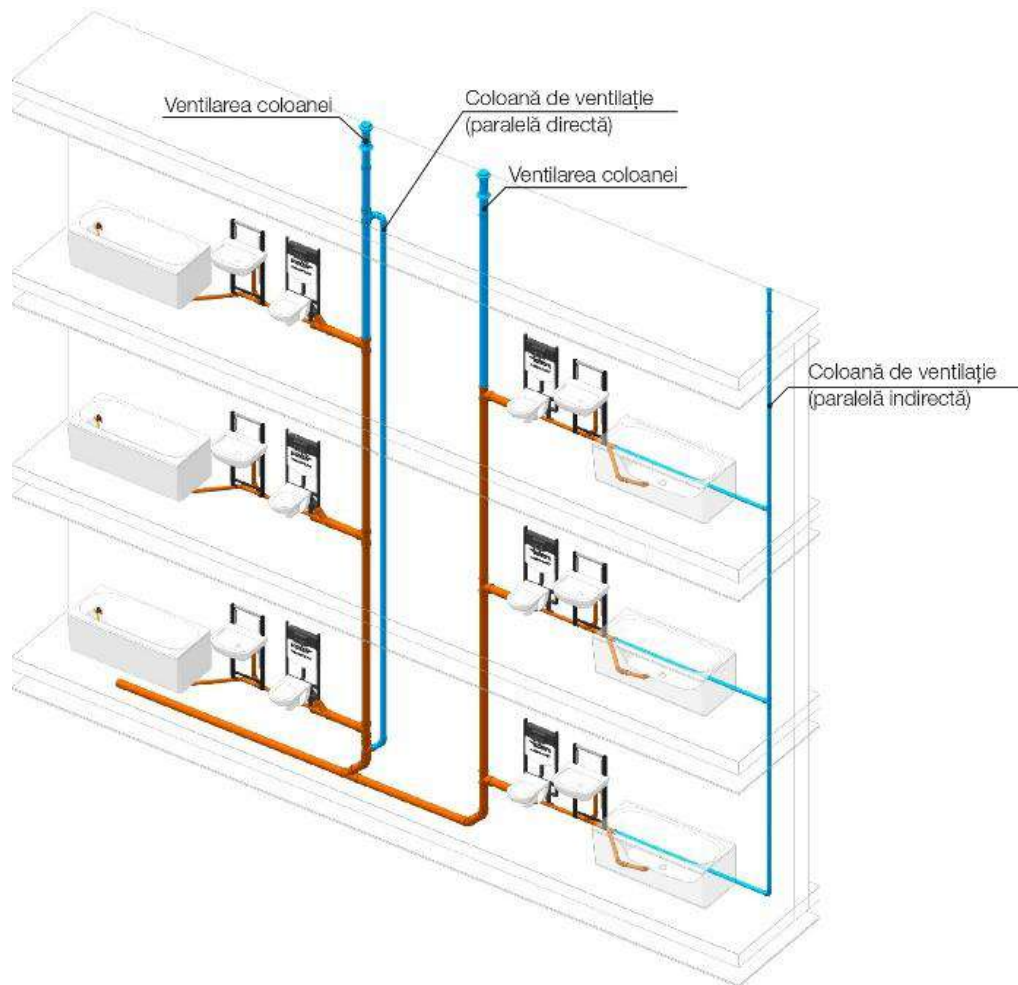 Ventilarea coloanei
Coloană de ventilație
(paralelă directă)
Ventilarea coloanei
Coloană de ventilație
(paralelă indirectă)